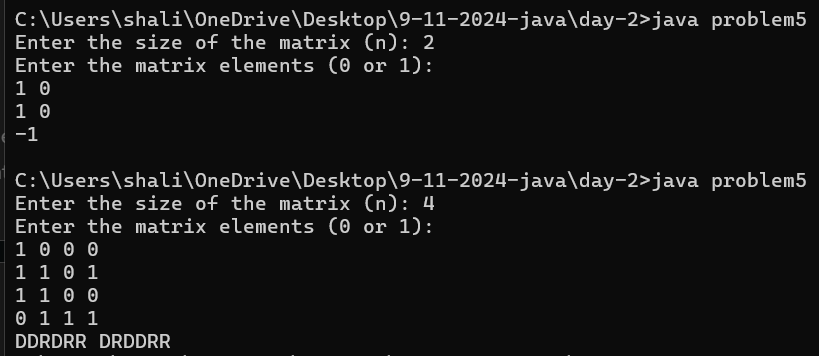 C:\Users\shali\OneDrive\Desktop\9-11-2024-java\day-2>java problem5
Enter the size of the matrix (n): 2
Enter the matrix elements (0 or 1):
1 0
1 0
-1
C:\Users\shali\OneDrive\Desktop\9-11-2024-java\day-2>java problem5
Enter the size of the matrix (n): 4
Enter the matrix elements (0 or 1):
1 0 0 0
1 1 0 1
1 1 0 0
0 1 1 1
DDRDRR DRDDRR